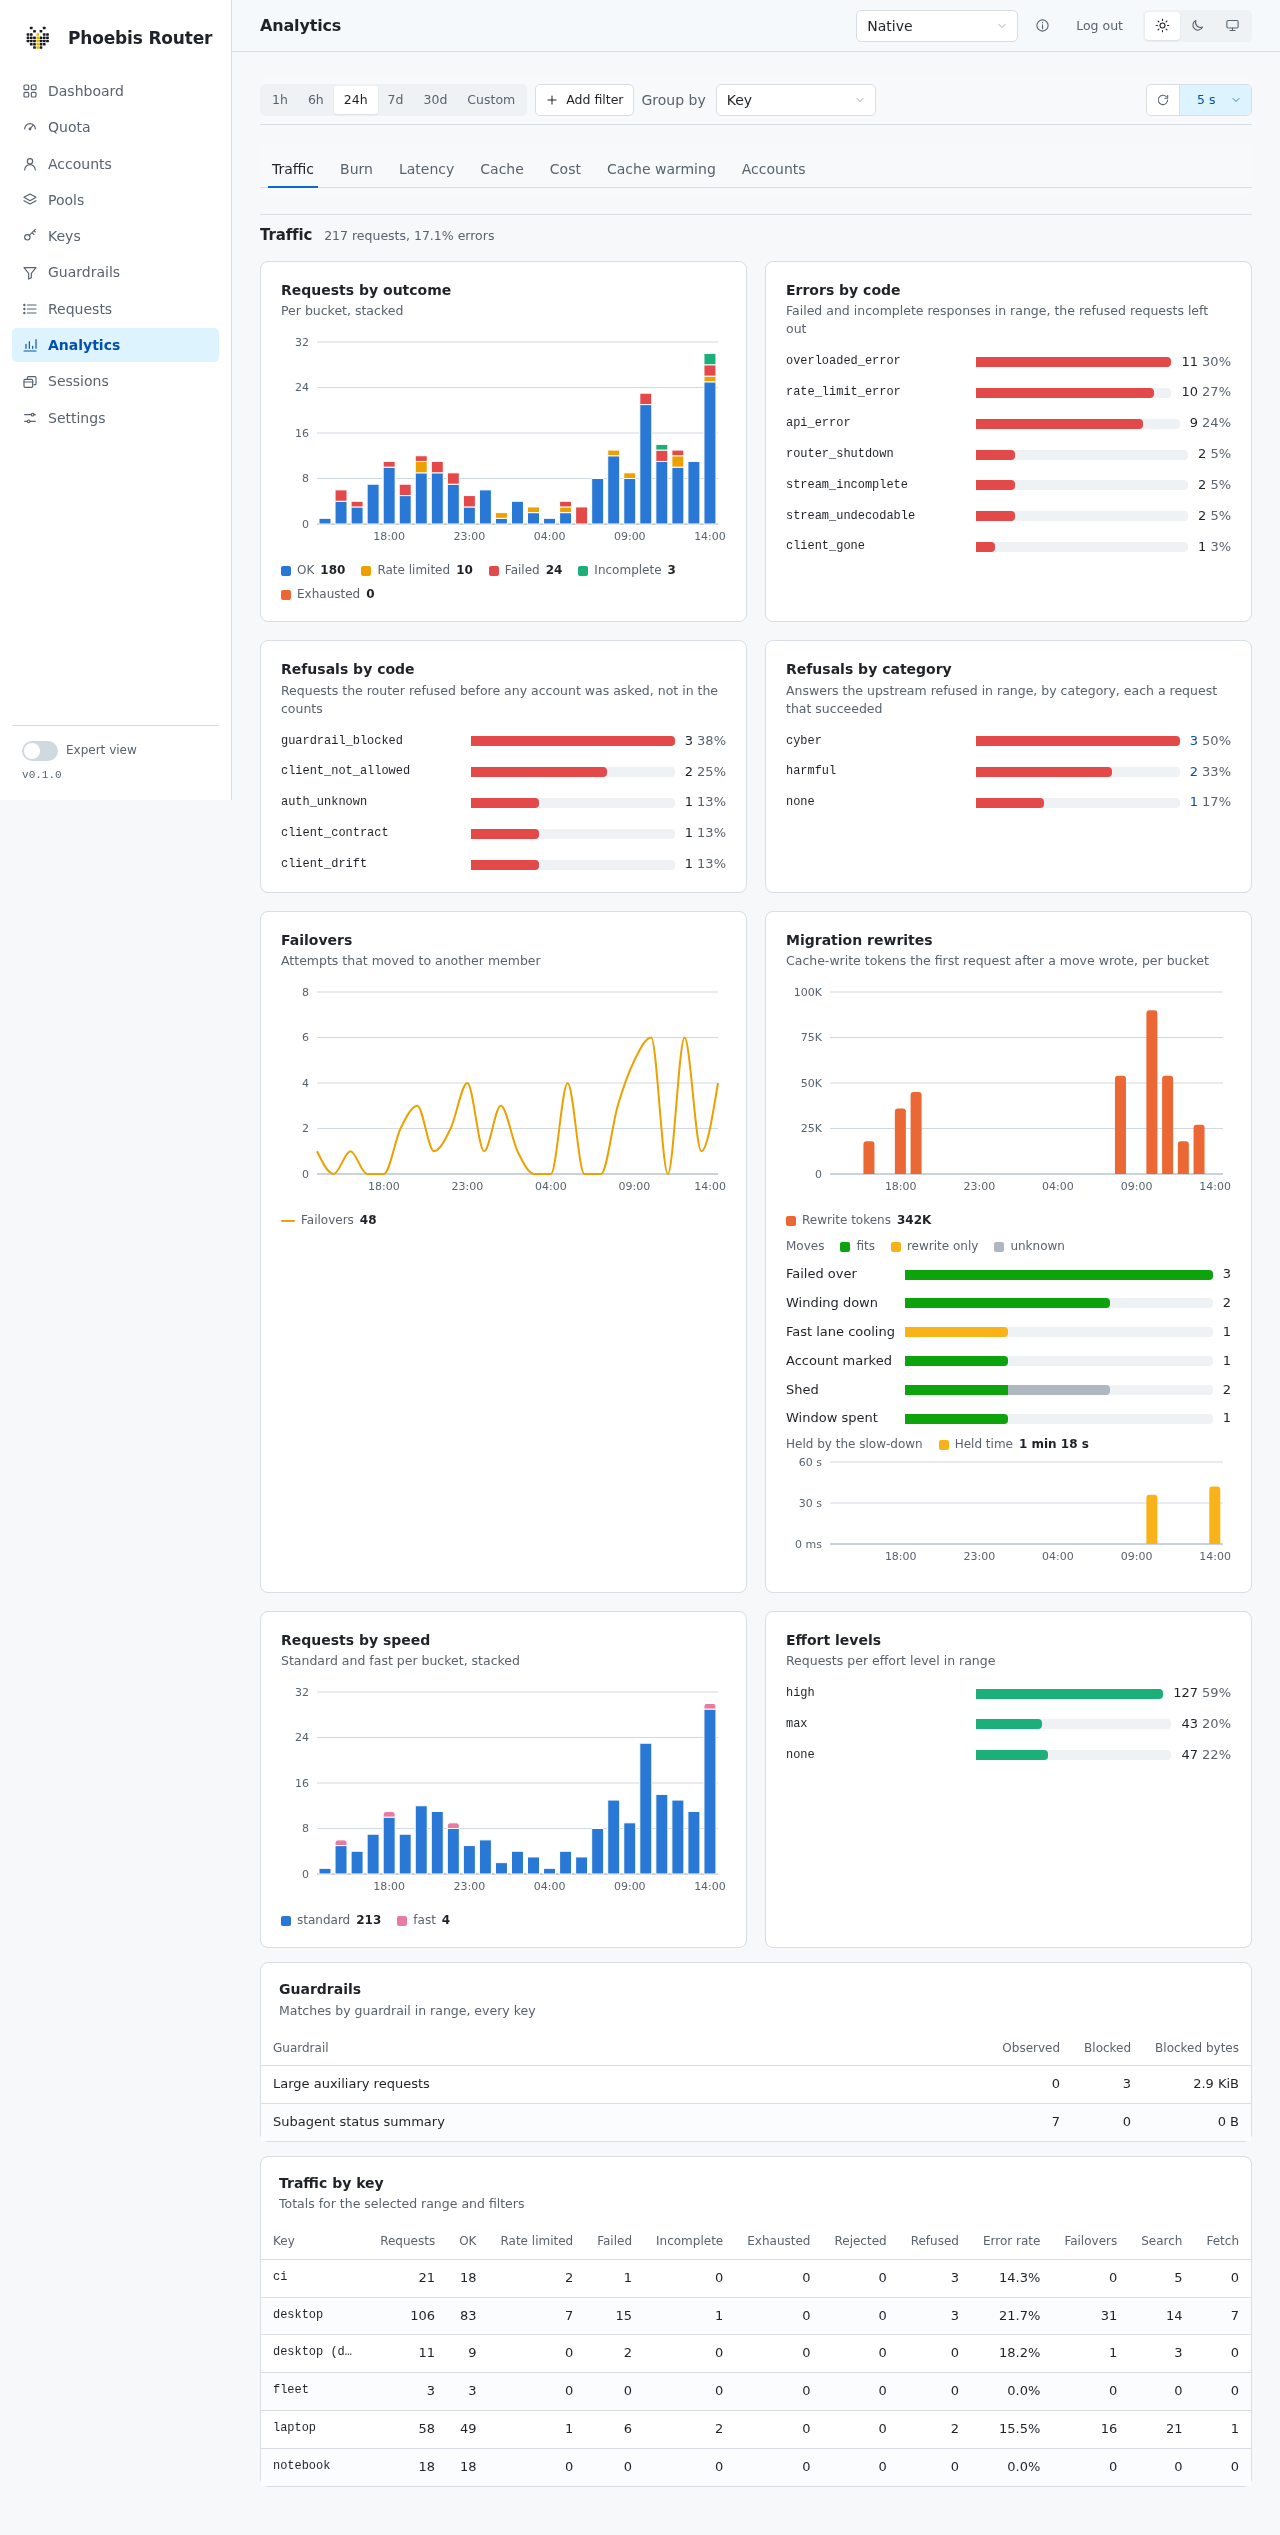 Phoebis Router
Dashboard
Quota
Accounts
Pools
Keys
Guardrails
Requests
Analytics
Sessions
Settings
Expert view
v0.1.0
Analytics
Native
Log out
1h 6h 24h 7d 30d Custom
Add filter
Group by
Key
5 s
Traffic Burn Latency Cache Cost Cache warming Accounts
Traffic 217 requests, 17.1% errors
Requests by outcome
Per bucket, stacked
32
24
16
8
0
18:00 23:00 04:00 09:00 14:00
OK 180 Rate limited 10 Failed 24 Incomplete 3
Exhausted 0
Errors by code
Failed and incomplete responses in range, the refused requests left
out
overloaded_error 11 30%
rate_limit_error 10 27%
api_error 9 24%
router_shutdown 2 5%
stream_incomplete 2 5%
stream_undecodable 2 5%
client_gone 1 3%
Refusals by code
Requests the router refused before any account was asked, not in the
counts
guardrail_blocked 3 38%
client_not_allowed 2 25%
auth_unknown 1 13%
client_contract 1 13%
client_drift 1 13%
Refusals by category
Answers the upstream refused in range, by category, each a request
that succeeded
cyber 3 50%
harmful 2 33%
none 1 17%
Failovers
Attempts that moved to another member
8
6
4
2
0
18:00 23:00 04:00 09:00 14:00
Failovers 48
Migration rewrites
Cache-write tokens the first request after a move wrote, per bucket
100K
75K
50K
25K
0
18:00 23:00 04:00 09:00 14:00
Rewrite tokens 342K
Moves fits rewrite only unknown
Failed over 3
Winding down 2
Fast lane cooling 1
Account marked 1
Shed 2
Window spent 1
Held by the slow-down Held time 1 min 18 s
60 s
30 s
0 ms
18:00 23:00 04:00 09:00 14:00
Requests by speed
Standard and fast per bucket, stacked
32
24
16
8
0
18:00 23:00 04:00 09:00 14:00
standard 213 fast 4
Effort levels
Requests per effort level in range
high 127 59%
max 43 20%
none 47 22%
Guardrails
Matches by guardrail in range, every key
Guardrail Observed Blocked Blocked bytes
Large auxiliary requests 0 3 2.9 KiB
Subagent status summary 7 0 0 B
Traffic by key
Totals for the selected range and filters
Key Requests OK Rate limited Failed Incomplete Exhausted Rejected Refused Error rate Failovers Search Fetch
ci 21 18 2 1 0 0 0 3 14.3% 0 5 0
desktop 106 83 7 15 1 0 0 3 21.7% 31 14 7
desktop (d… 11 9 0 2 0 0 0 0 18.2% 1 3 0
fleet 3 3 0 0 0 0 0 0 0.0% 0 0 0
laptop 58 49 1 6 2 0 0 2 15.5% 16 21 1
notebook 18 18 0 0 0 0 0 0 0.0% 0 0 0